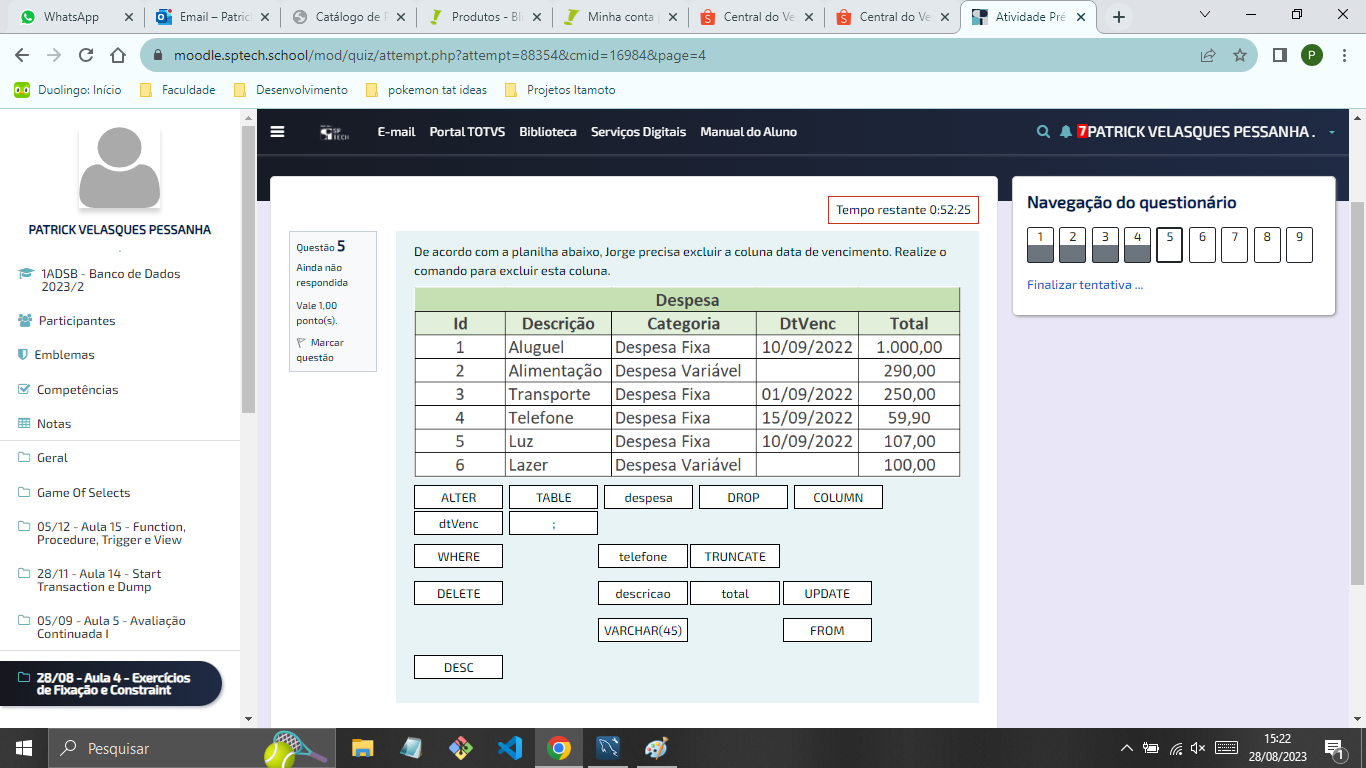 WhatsApp
Email – Patric
Catálogo de P
Produtos - Bli
Minha conta
Central do Ve
Central do Ve
Atividade Pré
moodle.sptech.school/mod/quiz/attempt.php?attempt=88354&cmid=16984&page=4
P
Duolingo: Início
Faculdade
Desenvolvimento
pokemon tat ideas
Projetos Itamoto
SP TECH
E-mail
Portal TOTVS
Biblioteca
Serviços Digitais
Manual do Aluno
7
PATRICK VELASQUES PESSANHA .
PATRICK VELASQUES PESSANHA
.
1ADSB - Banco de Dados
2023/2
Participantes
Emblemas
Competências
Notas
Geral
Game Of Selects
05/12 - Aula 15 - Function,
Procedure, Trigger e View
28/11 - Aula 14 - Start
Transaction e Dump
05/09 - Aula 5 - Avaliação
Continuada I
28/08 - Aula 4 - Exercícios
de Fixação e Constraint
Tempo restante 0:52:25
Questão 5
Ainda não
respondida
Vale 1,00
ponto(s).
Marcar
questão
De acordo com a planilha abaixo, Jorge precisa excluir a coluna data de vencimento. Realize o
comando para excluir esta coluna.
Despesa
Id Descrição Categoria DtVenc Total
1 Aluguel Despesa Fixa 10/09/2022 1.000,00
2 Alimentação Despesa Variável 290,00
3 Transporte Despesa Fixa 01/09/2022 250,00
4 Telefone Despesa Fixa 15/09/2022 59,90
5 Luz Despesa Fixa 10/09/2022 107,00
6 Lazer Despesa Variável 100,00
ALTER TABLE despesa DROP COLUMN
dtVenc ;
WHERE telefone TRUNCATE
DELETE descricao total UPDATE
VARCHAR(45) FROM
DESC
Navegação do questionário
1 2 3 4 5 6 7 8 9
Finalizar tentativa ...
Pesquisar
15:22
28/08/2023
1